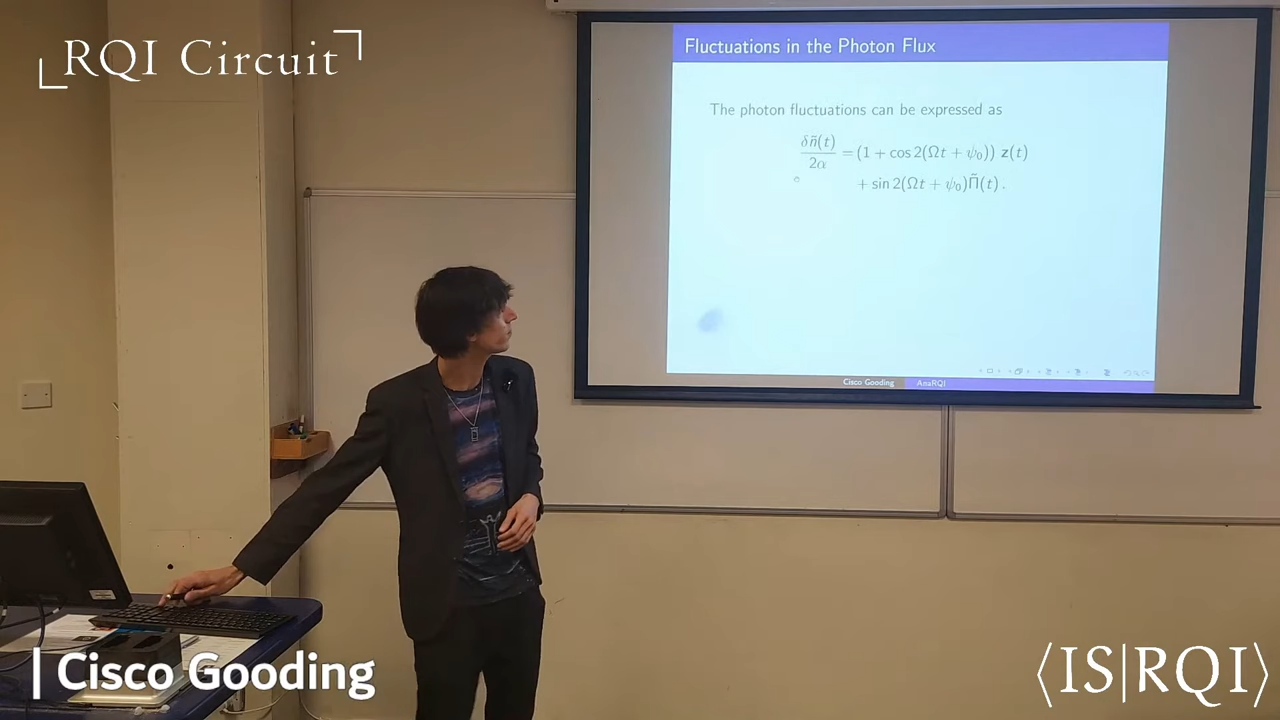 RQI Circuit
Fluctuations in the Photon Flux
The photon fluctuations can be expressed as
δñ(t)/2α = (1 + cos 2(Ωt + ψ₀)) z(t)
+ sin 2(Ωt + ψ₀)Π̃(t) .
Cisco Gooding AnaRQI
| Cisco Gooding
⟨IS|RQI⟩